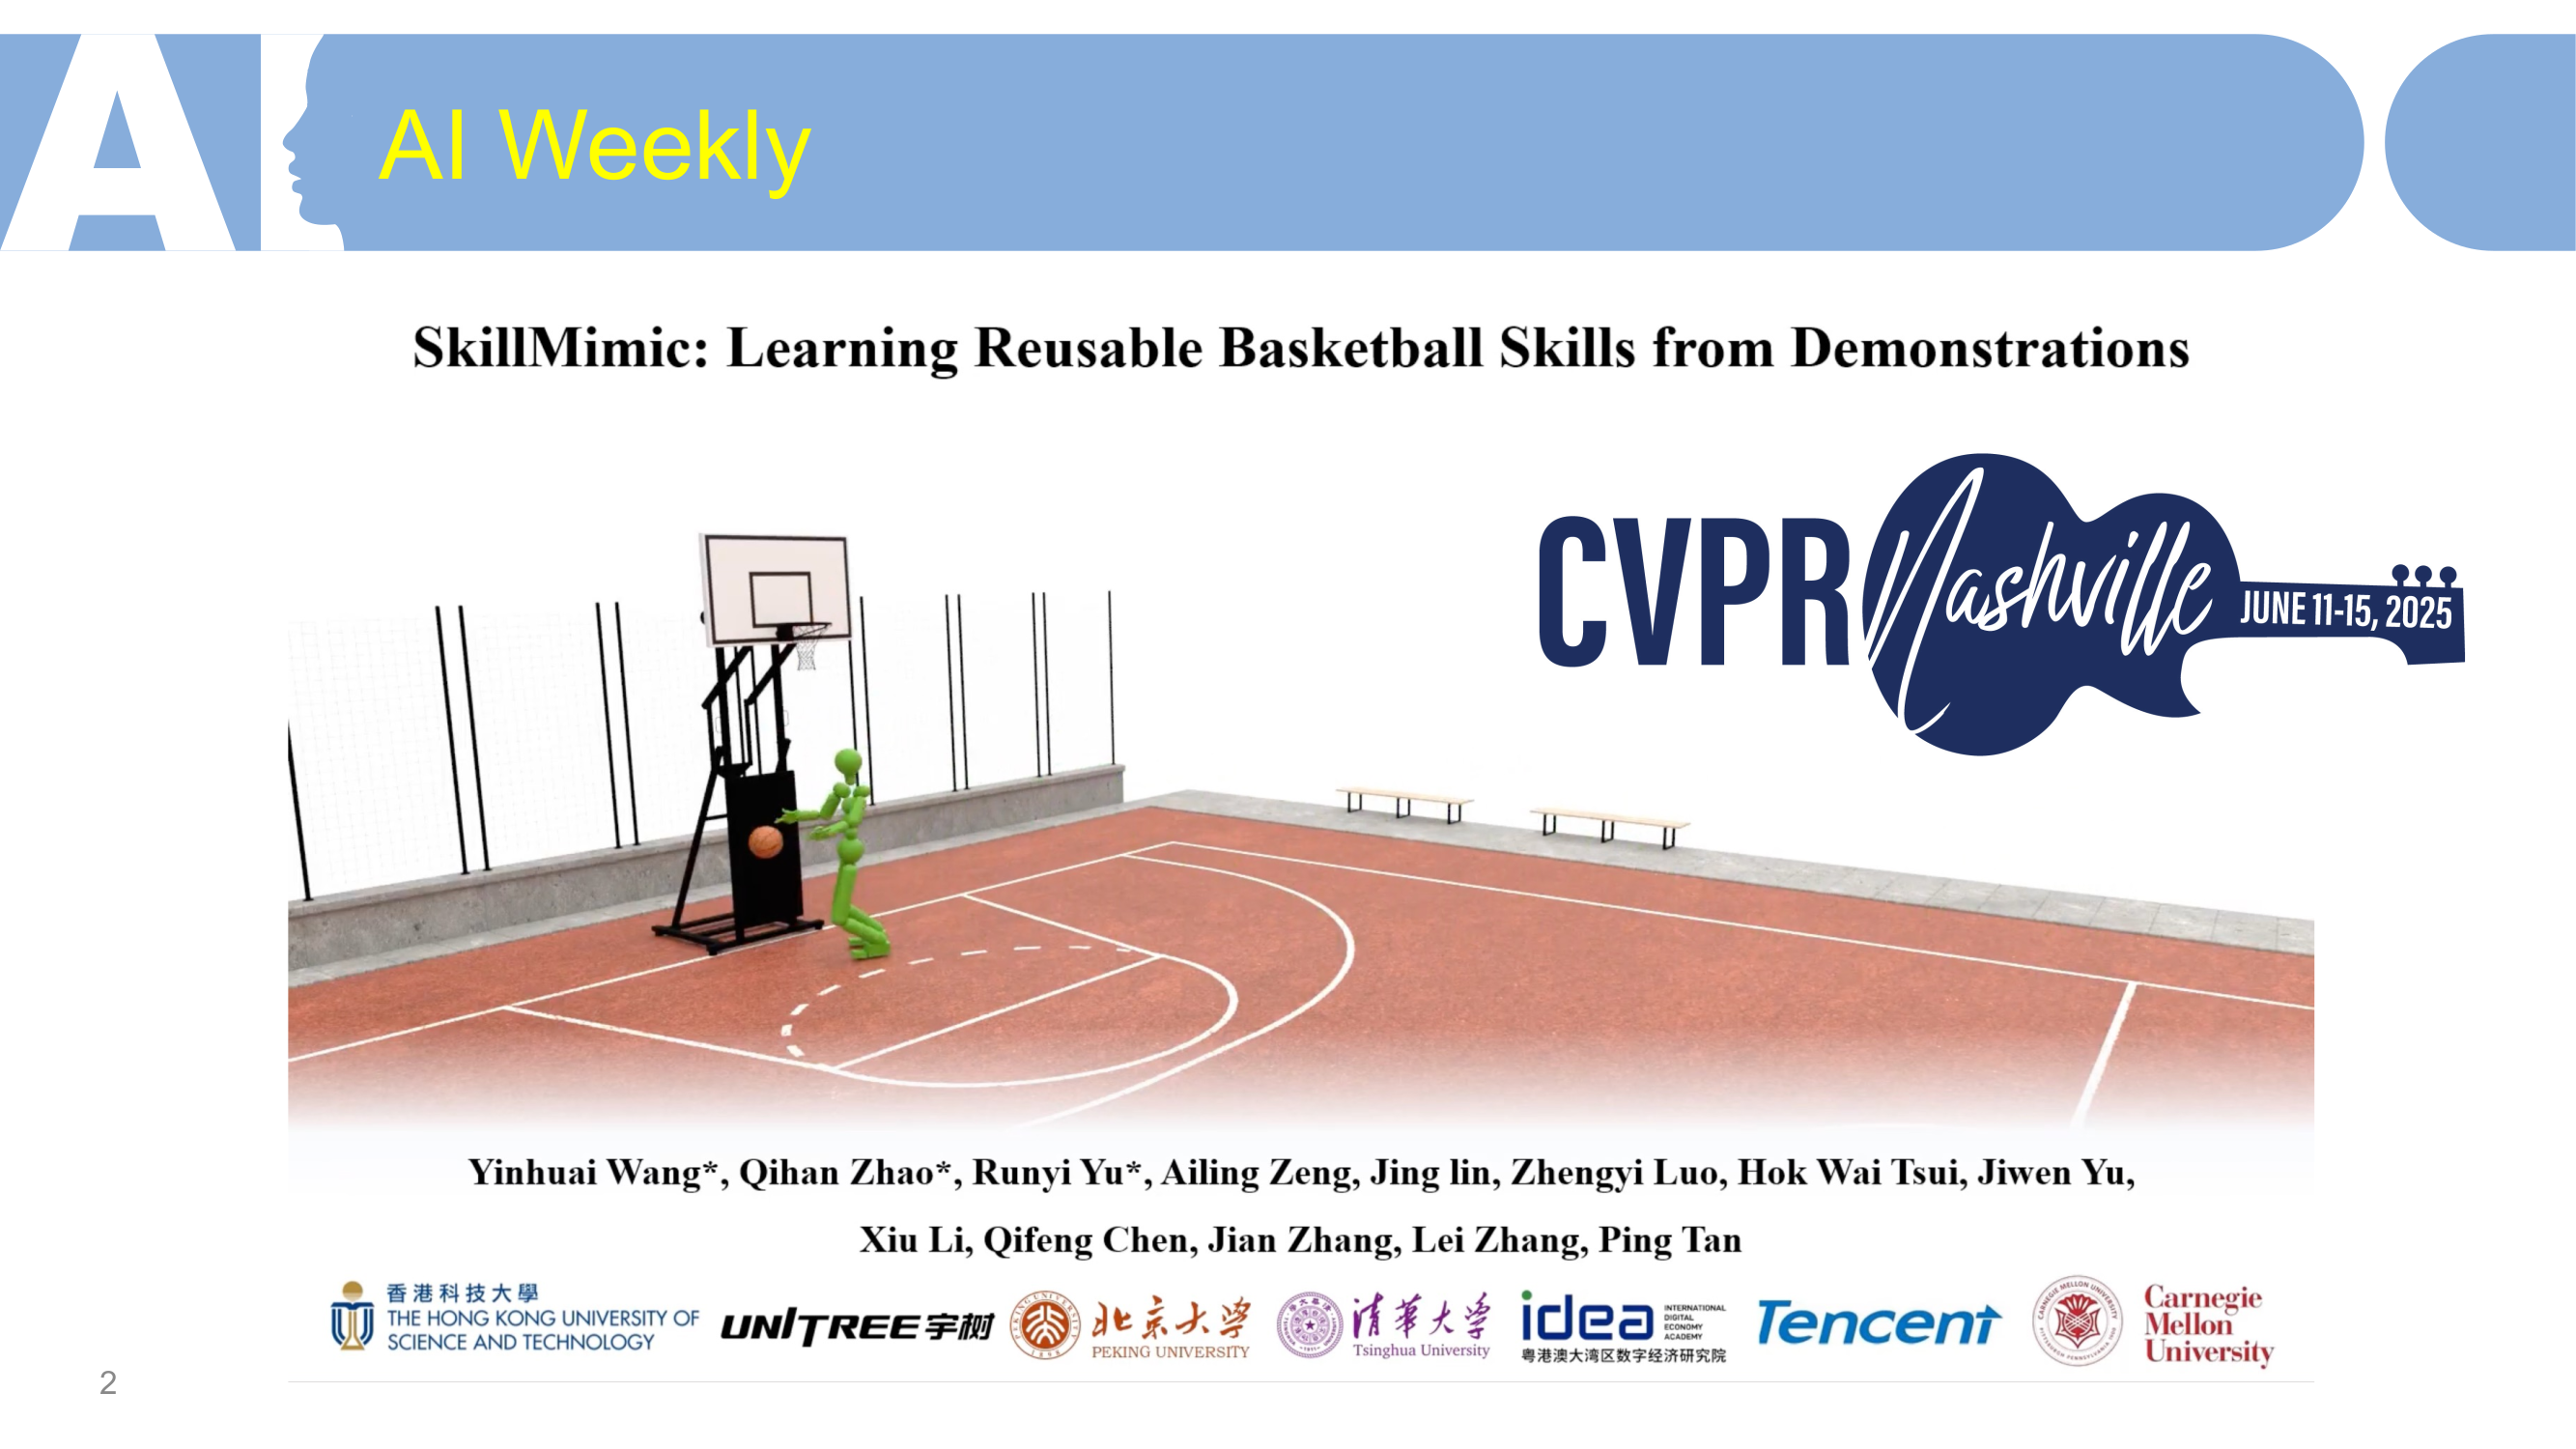 AI
AI Weekly
SkillMimic: Learning Reusable Basketball Skills from Demonstrations
CVPR Nashville
JUNE 11-15, 2025
Yinhuai Wang*, Qihan Zhao*, Runyi Yu*, Ailing Zeng, Jing lin, Zhengyi Luo, Hok Wai Tsui, Jiwen Yu,
Xiu Li, Qifeng Chen, Jian Zhang, Lei Zhang, Ping Tan
香港科技大學
THE HONG KONG UNIVERSITY OF
SCIENCE AND TECHNOLOGY
UNITREE 宇树
北京大学
PEKING UNIVERSITY
清華大学
Tsinghua University
idea
INTERNATIONAL
DIGITAL
ECONOMY
ACADEMY
粤港澳大湾区数字经济研究院
Tencent
Carnegie
Mellon
University
2